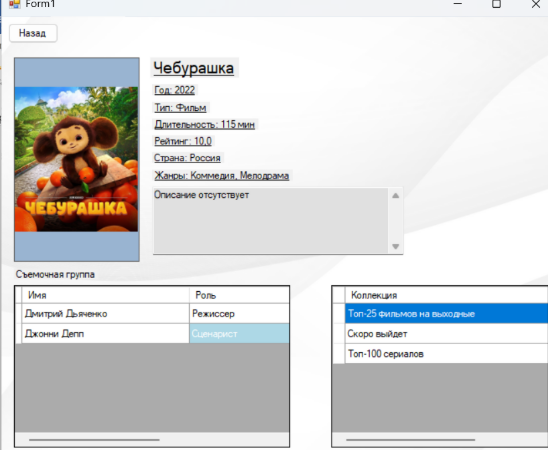 Form1
Назад
Чебурашка
Год: 2022
Тип: Фильм
Длительность: 115 мин
Рейтинг: 10,0
Страна: Россия
Жанры: Коммедия, Мелодрама
Описание отсутствует
ЧЕБУРАШКА
Съемочная группа
Имя Роль
Дмитрий Дьяченко Режиссер
Джонни Депп Сценарист
Коллекция
Топ-25 фильмов на выходные
Скоро выйдет
Топ-100 сериалов